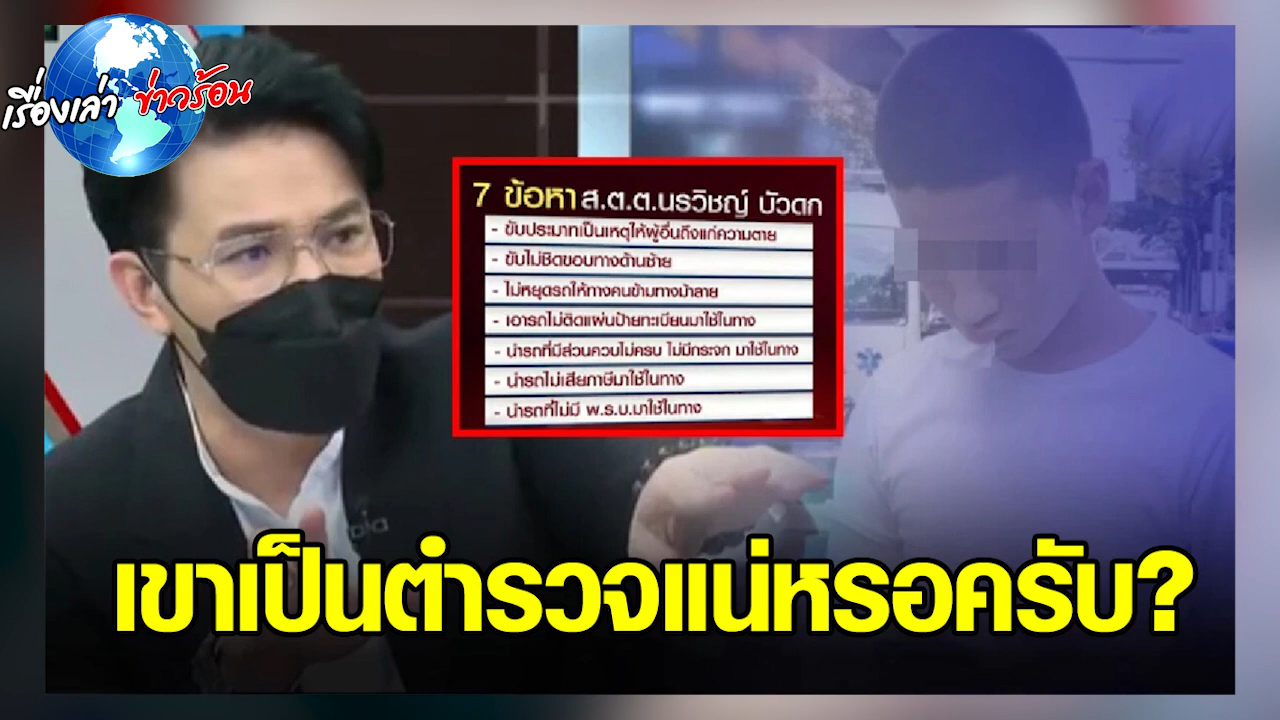 เรื่องเล่า ข่าวร้อน
7 ข้อหา ส.ต.ต.นรวิชญ์ บัวดก
- ขับประมาทเป็นเหตุให้ผู้อื่นถึงแก่ความตาย
- ขับไม่ชิดขอบทางด้านซ้าย
- ไม่หยุดรถให้ทางคนข้ามทางม้าลาย
- เอารถไม่ติดแผ่นป้ายทะเบียนมาใช้ในทาง
- นำรถที่มีส่วนควบไม่ครบ ไม่มีกระจก มาใช้ในทาง
- นำรถไม่เสียภาษีมาใช้ในทาง
- นำรถที่ไม่มี พ.ร.บ.มาใช้ในทาง
เขาเป็นตำรวจแน่หรอครับ?